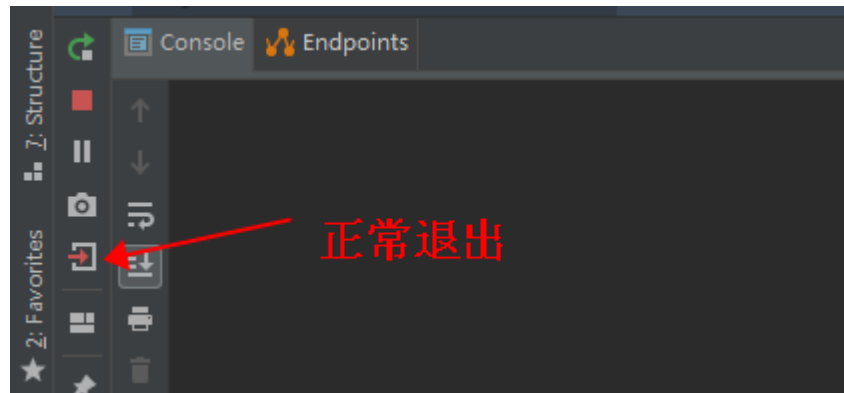 Console
Endpoints
7: Structure
2: Favorites
正常退出